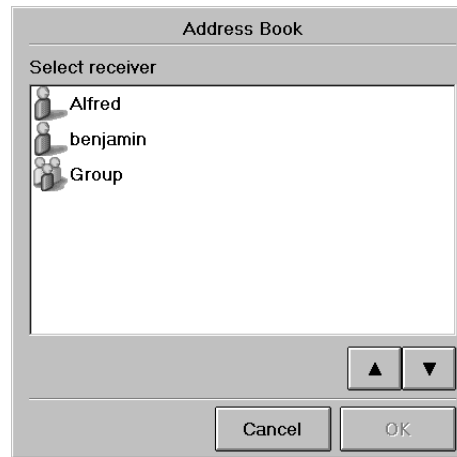 Address Book
Select receiver
Alfred
benjamin
Group
▲ ▼
Cancel OK